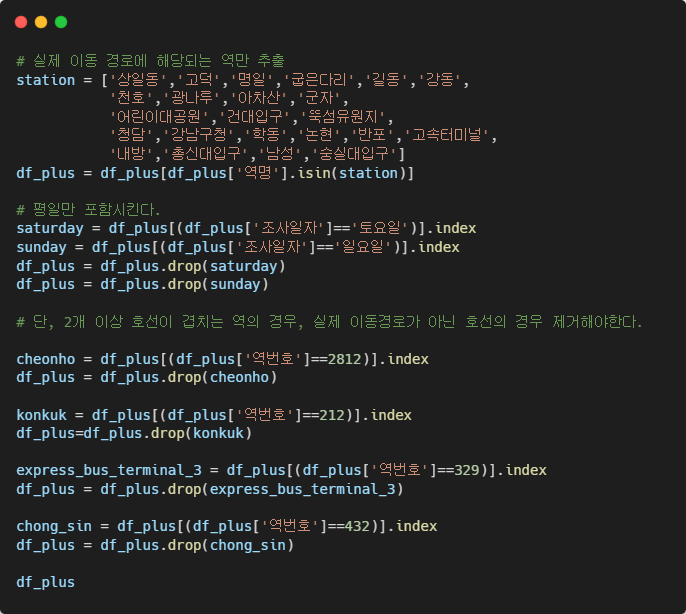 # 실제 이동 경로에 해당되는 역만 추출
station = ['상일동','고덕','명일','굽은다리','길동','강동',
           '천호','광나루','아차산','군자',
           '어린이대공원','건대입구','뚝섬유원지',
           '청담','강남구청','학동','논현','반포','고속터미널',
           '내방','총신대입구','남성','숭실대입구']
df_plus = df_plus[df_plus['역명'].isin(station)]

# 평일만 포함시킨다.
saturday = df_plus[(df_plus['조사일자']=='토요일')].index
sunday = df_plus[(df_plus['조사일자']=='일요일')].index
df_plus = df_plus.drop(saturday)
df_plus = df_plus.drop(sunday)

# 단, 2개 이상 호선이 겹치는 역의 경우, 실제 이동경로가 아닌 호선의 경우 제거해야한다.

cheonho = df_plus[(df_plus['역번호']==2812)].index
df_plus = df_plus.drop(cheonho)

konkuk = df_plus[(df_plus['역번호']==212)].index
df_plus=df_plus.drop(konkuk)

express_bus_terminal_3 = df_plus[(df_plus['역번호']==329)].index
df_plus = df_plus.drop(express_bus_terminal_3)

chong_sin = df_plus[(df_plus['역번호']==432)].index
df_plus = df_plus.drop(chong_sin)

df_plus